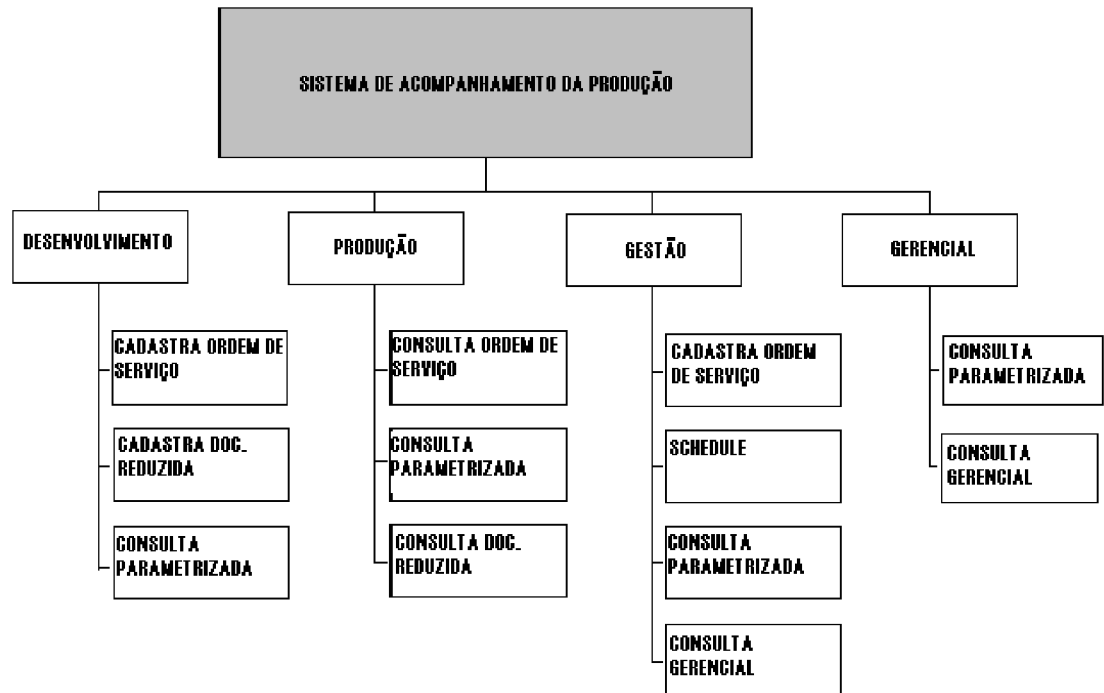 SISTEMA DE ACOMPANHAMENTO DA PRODUÇÃO
DESENVOLVIMENTO
CADASTRA ORDEM DE
SERVIÇO
CADASTRA DOC.
REDUZIDA
CONSULTA
PARAMETRIZADA
PRODUÇÃO
CONSULTA ORDEM DE
SERVIÇO
CONSULTA
PARAMETRIZADA
CONSULTA DOC.
REDUZIDA
GESTÃO
CADASTRA ORDEM
DE SERVIÇO
SCHEDULE
CONSULTA
PARAMETRIZADA
CONSULTA
GERENCIAL
GERENCIAL
CONSULTA
PARAMETRIZADA
CONSULTA
GERENCIAL